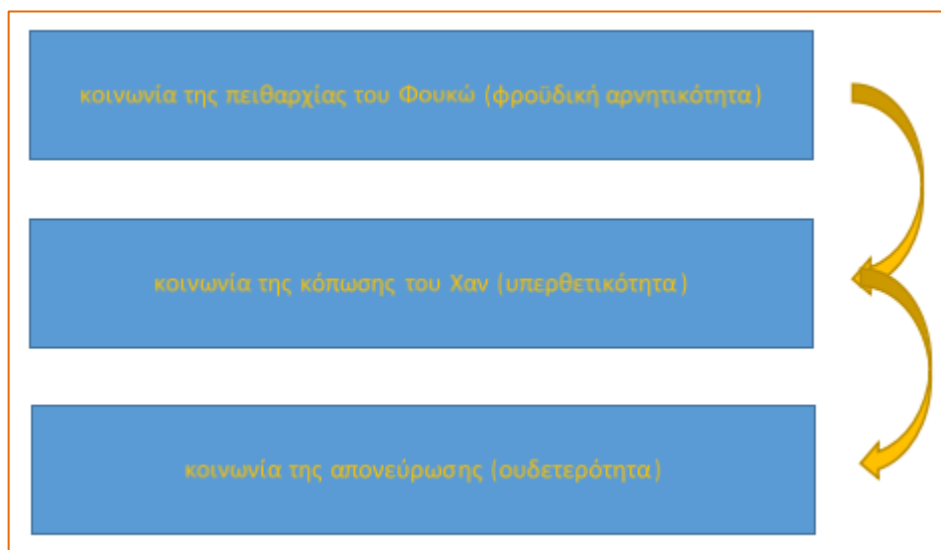 κοινωνία της πειθαρχίας του Φουκώ (φροϋδική αρνητικότητα)
κοινωνία της κόπωσης του Χαν (υπερθετικότητα)
κοινωνία της απονεύρωσης (ουδετερότητα)